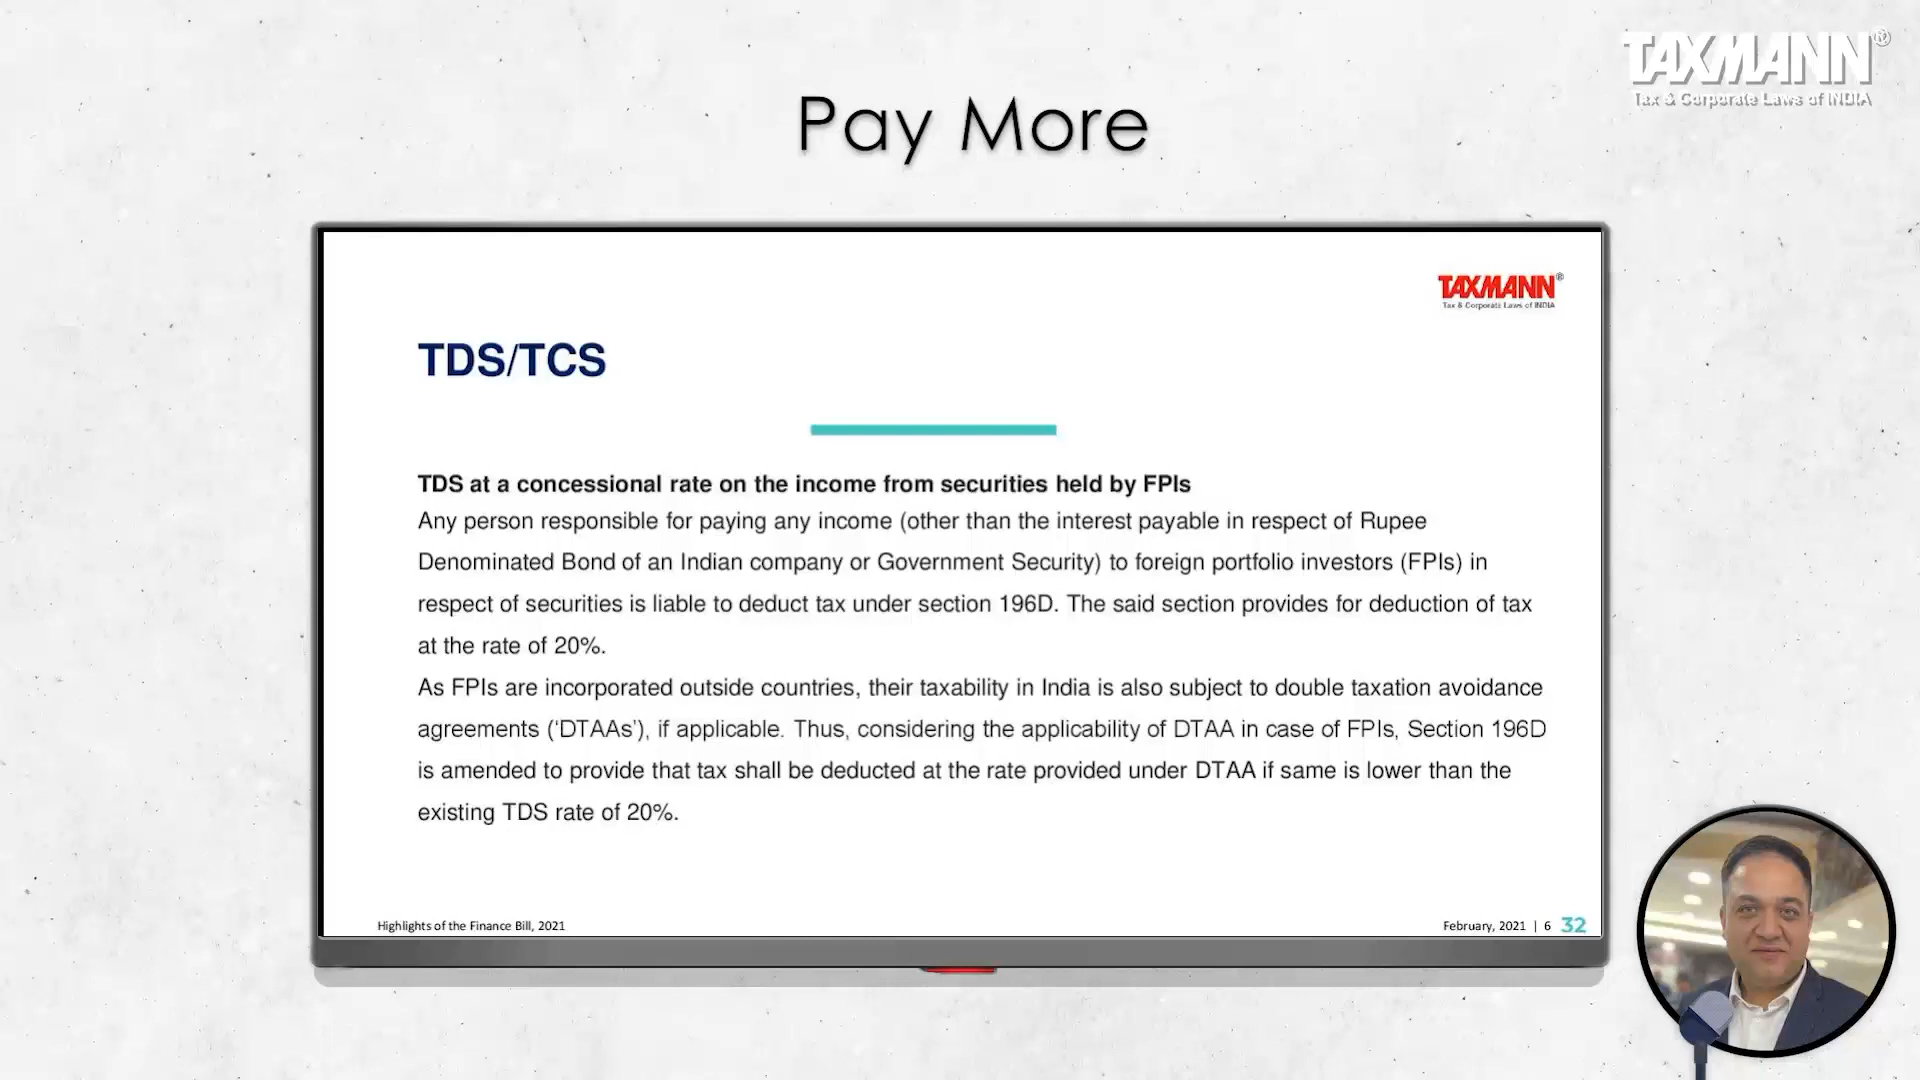 TAXMANN®
Tax & Corporate Laws of INDIA
Pay More
TAXMANN®
Tax & Corporate Laws of INDIA
TDS/TCS
TDS at a concessional rate on the income from securities held by FPIs
Any person responsible for paying any income (other than the interest payable in respect of Rupee
Denominated Bond of an Indian company or Government Security) to foreign portfolio investors (FPIs) in
respect of securities is liable to deduct tax under section 196D. The said section provides for deduction of tax
at the rate of 20%.
As FPIs are incorporated outside countries, their taxability in India is also subject to double taxation avoidance
agreements (‘DTAAs’), if applicable. Thus, considering the applicability of DTAA in case of FPIs, Section 196D
is amended to provide that tax shall be deducted at the rate provided under DTAA if same is lower than the
existing TDS rate of 20%.
Highlights of the Finance Bill, 2021
February, 2021 | 6 32